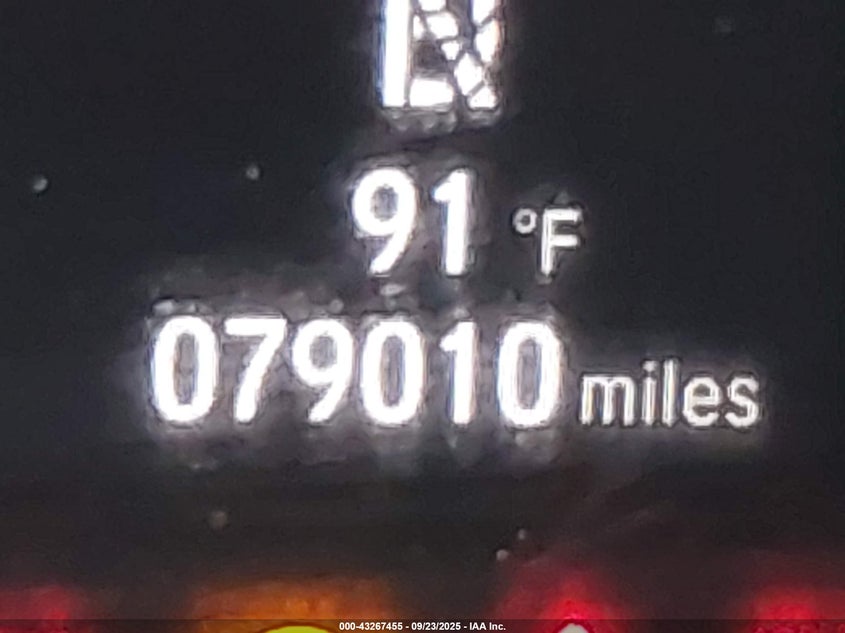 91 °F
079010 miles
000-43267455 - 09/23/2025 - IAA Inc.